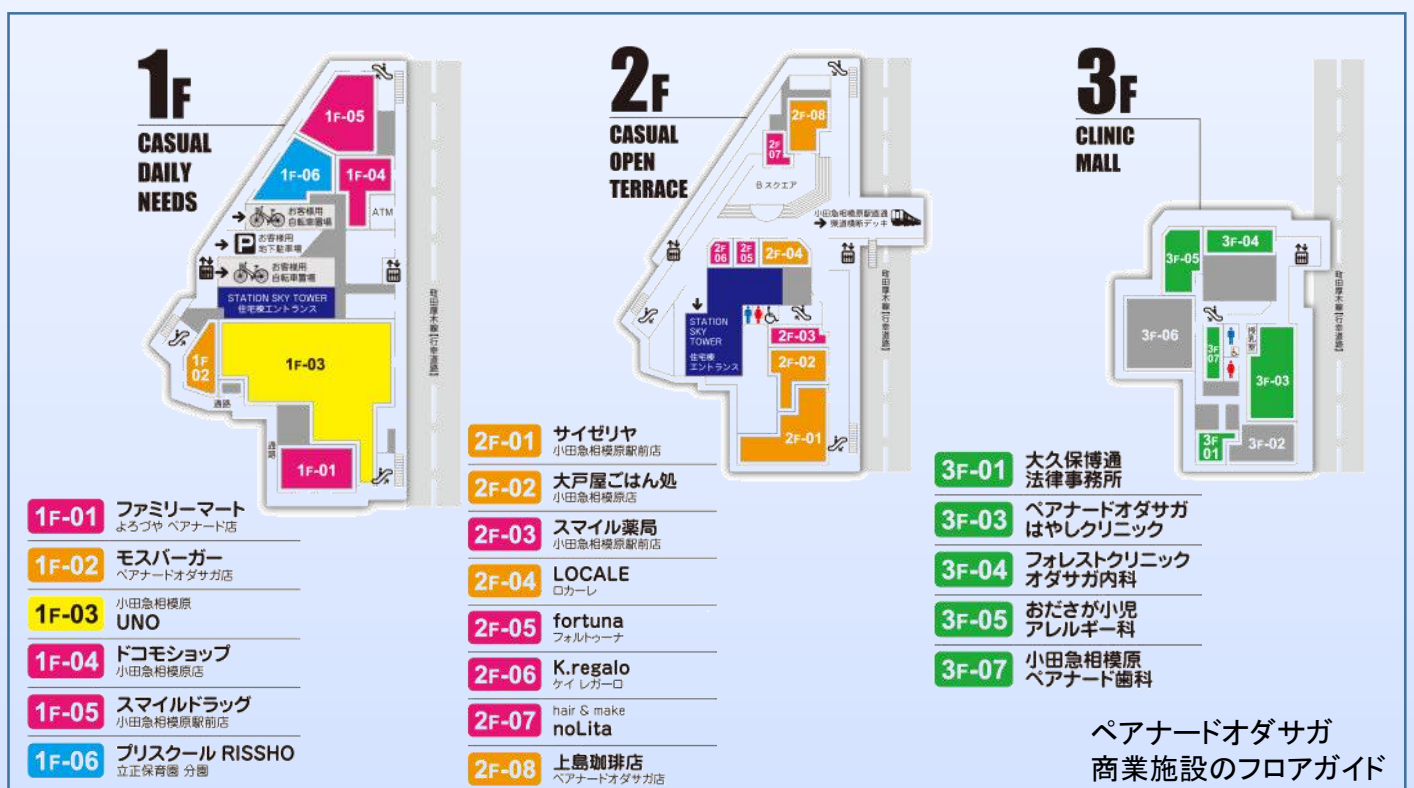 1F
CASUAL
DAILY
NEEDS
1F-05
1F-06
1F-04
お客様用
自転車置場
ATM
お客様用
地下駐車場
お客様用
自転車置場
STATION SKY TOWER
住宅棟エントランス
1F
02
1F-03
通路
通路
1F-01
町田厚木線【行幸道路】
1F-01 ファミリーマート
よろづや ペアナード店
1F-02 モスバーガー
ペアナードオダサガ店
1F-03 小田急相模原
UNO
1F-04 ドコモショップ
小田急相模原店
1F-05 スマイルドラッグ
小田急相模原駅前店
1F-06 プリスクール RISSHO
立正保育園 分園
2F
CASUAL
OPEN
TERRACE
2F-08
2F
07
Bスクエア
小田急相模原駅直通
県道横断デッキ
2F
06
2F
05
2F-04
STATION
SKY
TOWER
住宅棟
エントランス
2F-03
2F-02
2F-01
町田厚木線【行幸道路】
2F-01 サイゼリヤ
小田急相模原駅前店
2F-02 大戸屋ごはん処
小田急相模原店
2F-03 スマイル薬局
小田急相模原駅前店
2F-04 LOCALE
ロカーレ
2F-05 fortuna
フォルトゥーナ
2F-06 K.regalo
ケイ レガーロ
2F-07 hair & make
noLita
2F-08 上島珈琲店
ペアナードオダサガ店
3F
CLINIC
MALL
3F-04
3F-05
3F-06
3F
07
授乳室
3F-03
3F
01
3F-02
町田厚木線【行幸道路】
3F-01 大久保博通
法律事務所
3F-03 ペアナードオダサガ
はやしクリニック
3F-04 フォレストクリニック
オダサガ内科
3F-05 おださが小児
アレルギー科
3F-07 小田急相模原
ペアナード歯科
ペアナードオダサガ
商業施設のフロアガイド